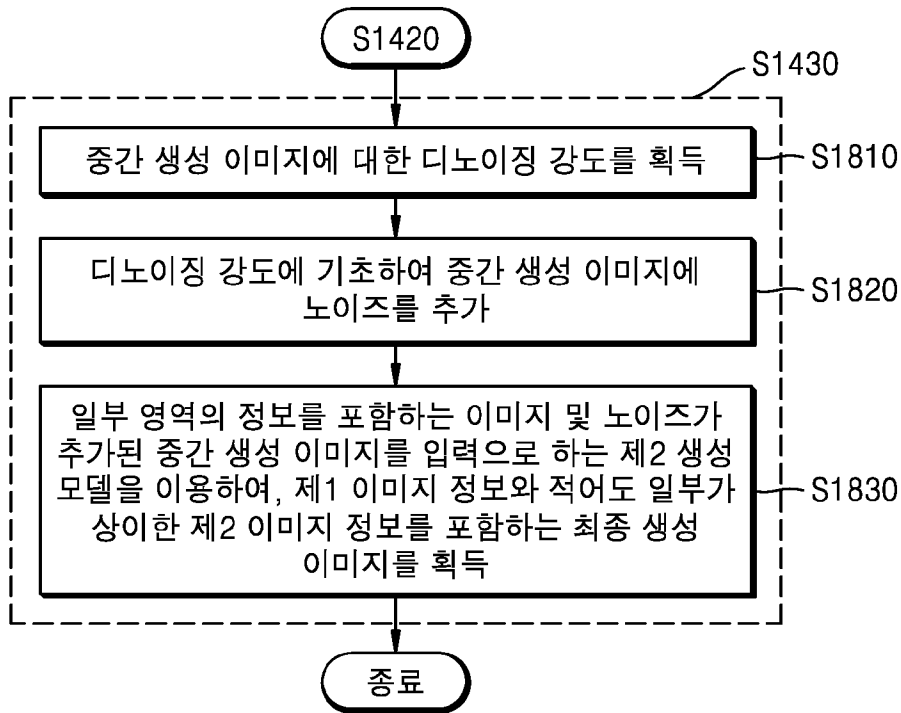 S1420
S1430
중간 생성 이미지에 대한 디노이징 강도를 획득
S1810
디노이징 강도에 기초하여 중간 생성 이미지에
노이즈를 추가
S1820
일부 영역의 정보를 포함하는 이미지 및 노이즈가
추가된 중간 생성 이미지를 입력으로 하는 제2 생성
모델을 이용하여, 제1 이미지 정보와 적어도 일부가
상이한 제2 이미지 정보를 포함하는 최종 생성
이미지를 획득
S1830
종료